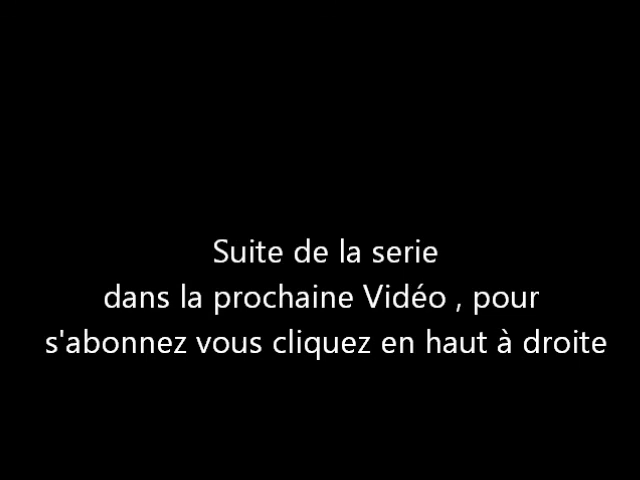 Suite de la serie
dans la prochaine Vidéo , pour
s'abonnez vous cliquez en haut à droite